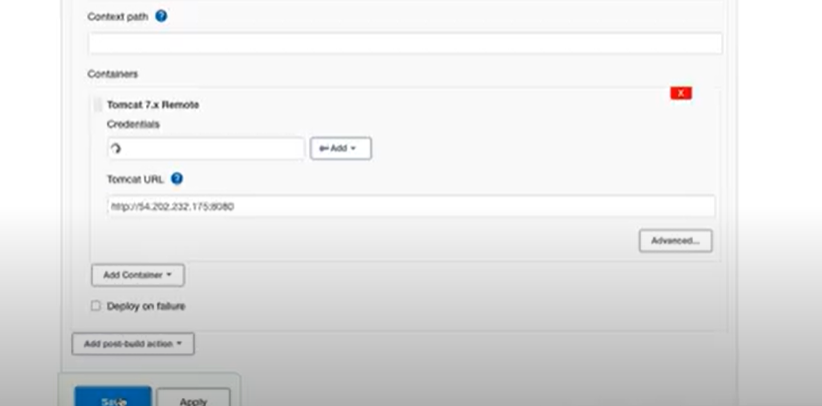 Context path ?
Containers
X
Tomcat 7.x Remote
Credentials
Add
Tomcat URL ?
http://54.202.232.175:8080
Advanced...
Add Container
Deploy on failure
Add post-build action
Save Apply